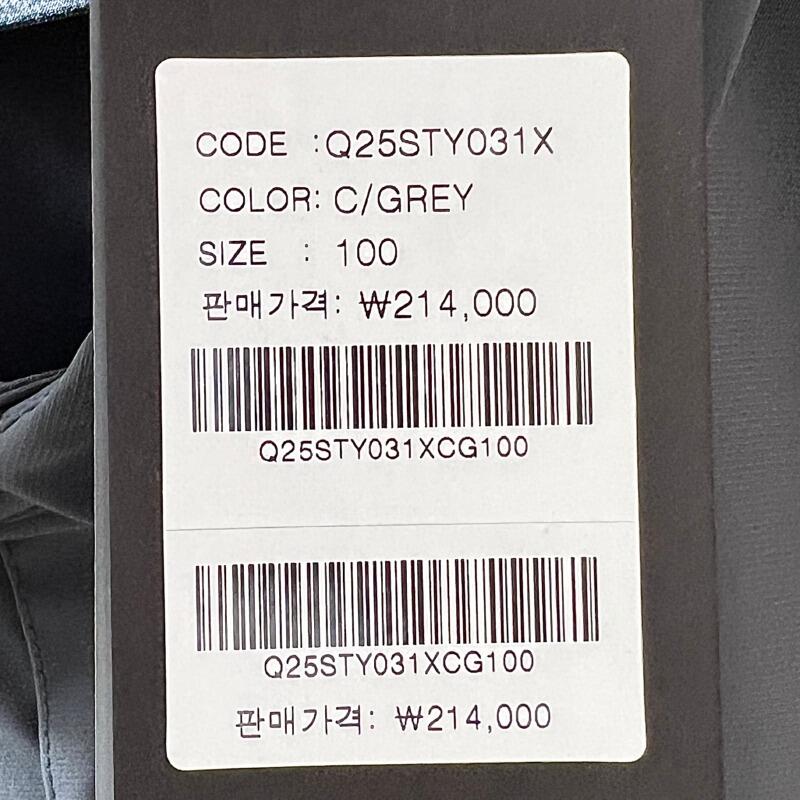 CODE :Q25STY031X
COLOR: C/GREY
SIZE : 100
판매가격: ₩214,000
Q25STY031XCG100
Q25STY031XCG100
판매가격: ₩214,000